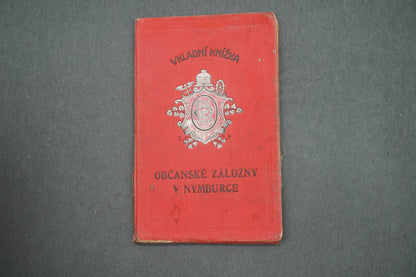 VKLADNÍ KNÍŽKA
OBČANSKÉ ZÁLOŽNY
V NYMBURCE